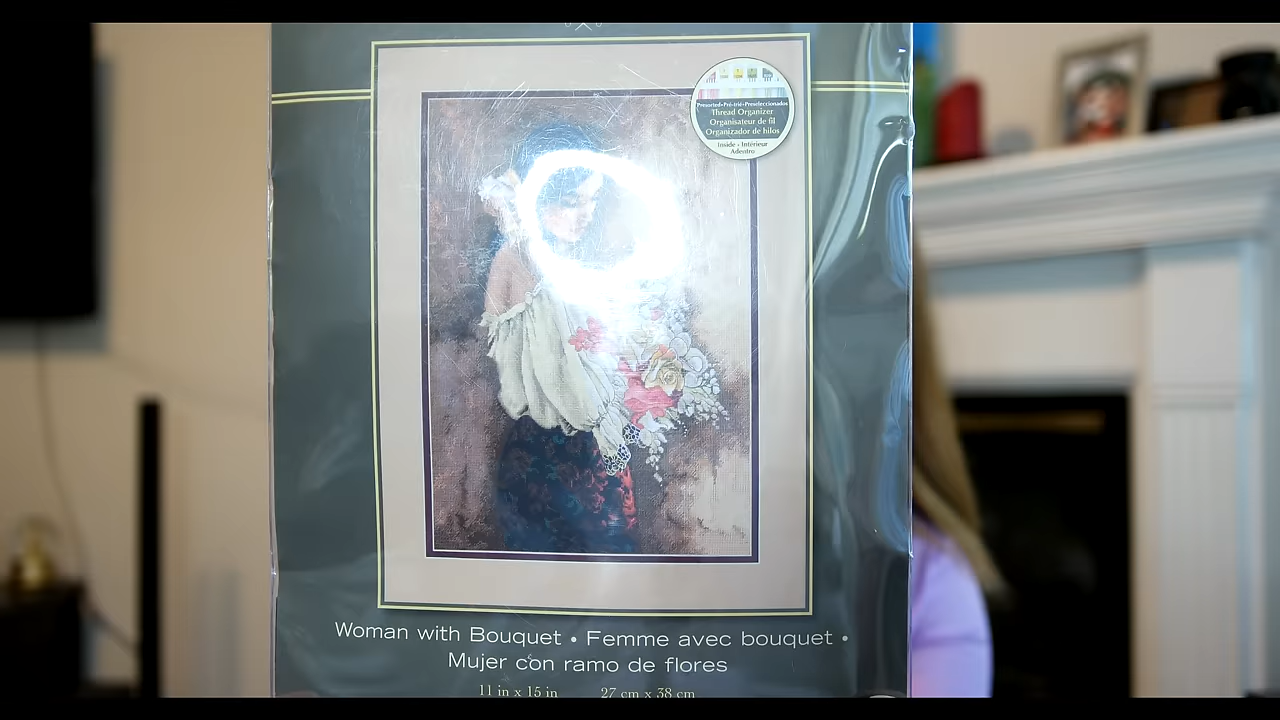 Presorted•Pré-trié•Preseleccionados
Thread Organizer
Organisateur de fil
Organizador de hilos
Inside • Intérieur
Adentro
Woman with Bouquet • Femme avec bouquet •
Mujer con ramo de flores
11 in x 15 in 27 cm x 38 cm